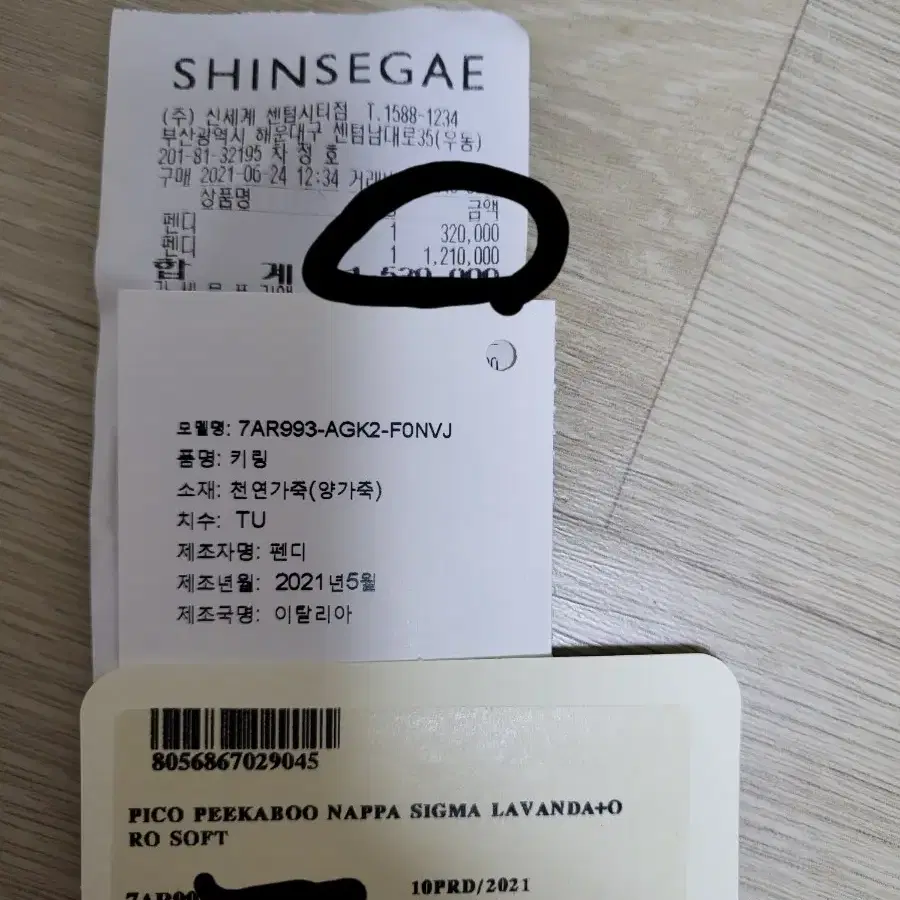 SHINSEGAE
(주) 신세계 센텀시티점 T.1588-1234
부산광역시 해운대구 센텀남대로35(우동)
201-81-32195 차정호
구매 2021-06-24 12:34
상품명 금액
펜디 1 320,000
펜디 1 1,210,000
합 계 1,530,000
모델명: 7AR993-AGK2-F0NVJ
품명: 키링
소재: 천연가죽(양가죽)
치수: TU
제조자명: 펜디
제조년월: 2021년5월
제조국명: 이탈리아
8056867029045
PICO PEEKABOO NAPPA SIGMA LAVANDA+O
RO SOFT
7AR99 10PRD/2021